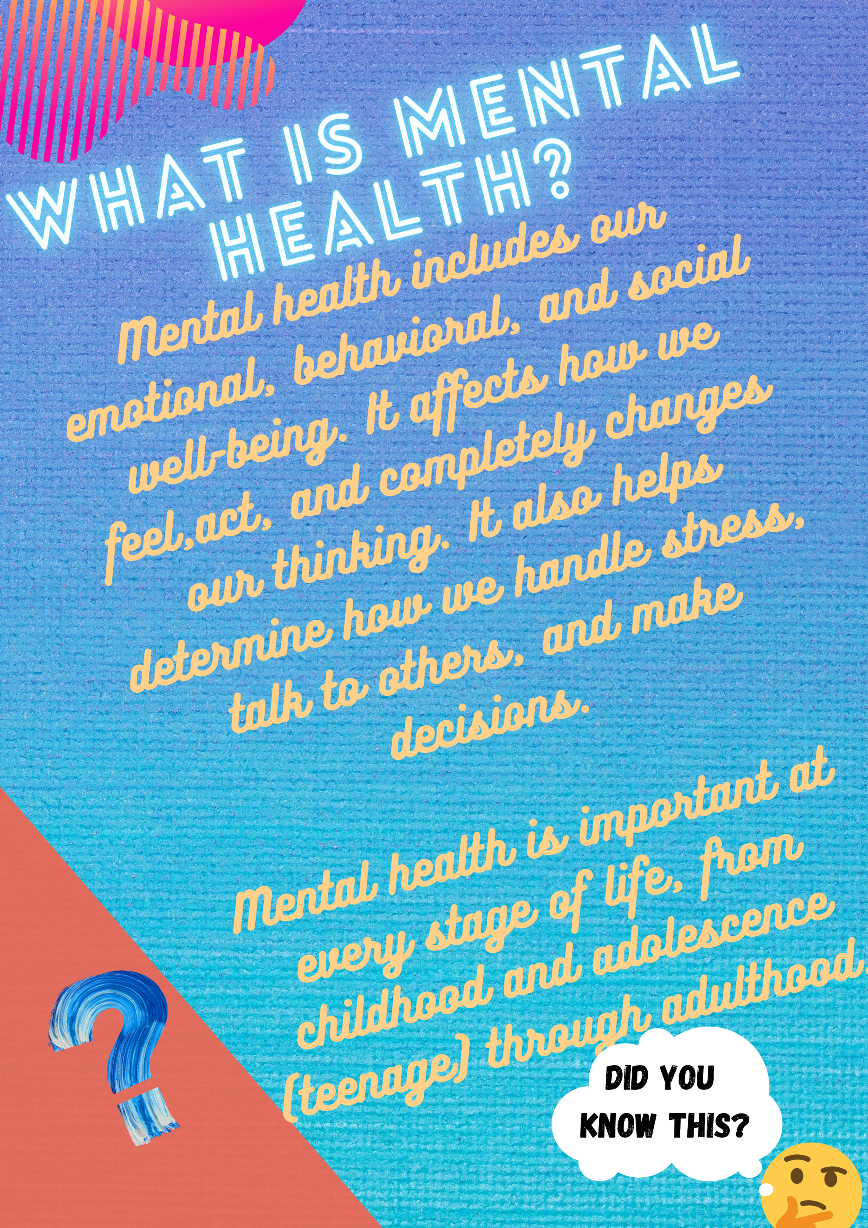 WHAT IS MENTAL
HEALTH?
Mental health includes our
emotional, behavioral, and social
well-being. It affects how we
feel,act, and completely changes
our thinking. It also helps
determine how we handle stress,
talk to others, and make
decisions.
Mental health is important at
every stage of life, from
childhood and adolescence
(teenage) through adulthood.
DID YOU
KNOW THIS?